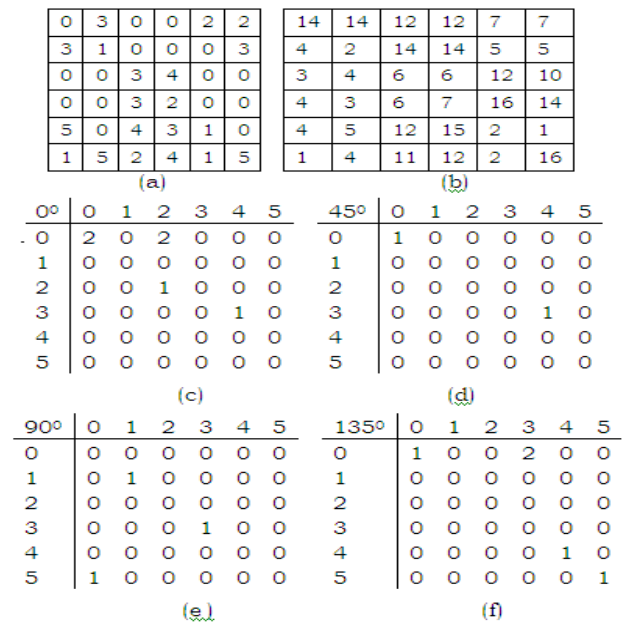 0 3 0 0 2 2
3 1 0 0 0 3
0 0 3 4 0 0
0 0 3 2 0 0
5 0 4 3 1 0
1 5 2 4 1 5
(a)
14 14 12 12 7 7
4 2 14 14 5 5
3 4 6 6 12 10
4 3 6 7 16 14
4 5 12 15 2 1
1 4 11 12 2 16
(b)
0º 0 1 2 3 4 5
0 2 0 2 0 0 0
1 0 0 0 0 0 0
2 0 0 1 0 0 0
3 0 0 0 0 1 0
4 0 0 0 0 0 0
5 0 0 0 0 0 0
(c)
45º 0 1 2 3 4 5
0 1 0 0 0 0 0
1 0 0 0 0 0 0
2 0 0 0 0 0 0
3 0 0 0 0 1 0
4 0 0 0 0 0 0
5 0 0 0 0 0 0
(d)
90º 0 1 2 3 4 5
0 0 0 0 0 0 0
1 0 1 0 0 0 0
2 0 0 0 0 0 0
3 0 0 0 1 0 0
4 0 0 0 0 0 0
5 1 0 0 0 0 0
(e)
135º 0 1 2 3 4 5
0 1 0 0 2 0 0
1 0 0 0 0 0 0
2 0 0 0 0 0 0
3 0 0 0 0 0 0
4 0 0 0 0 1 0
5 0 0 0 0 0 1
(f)